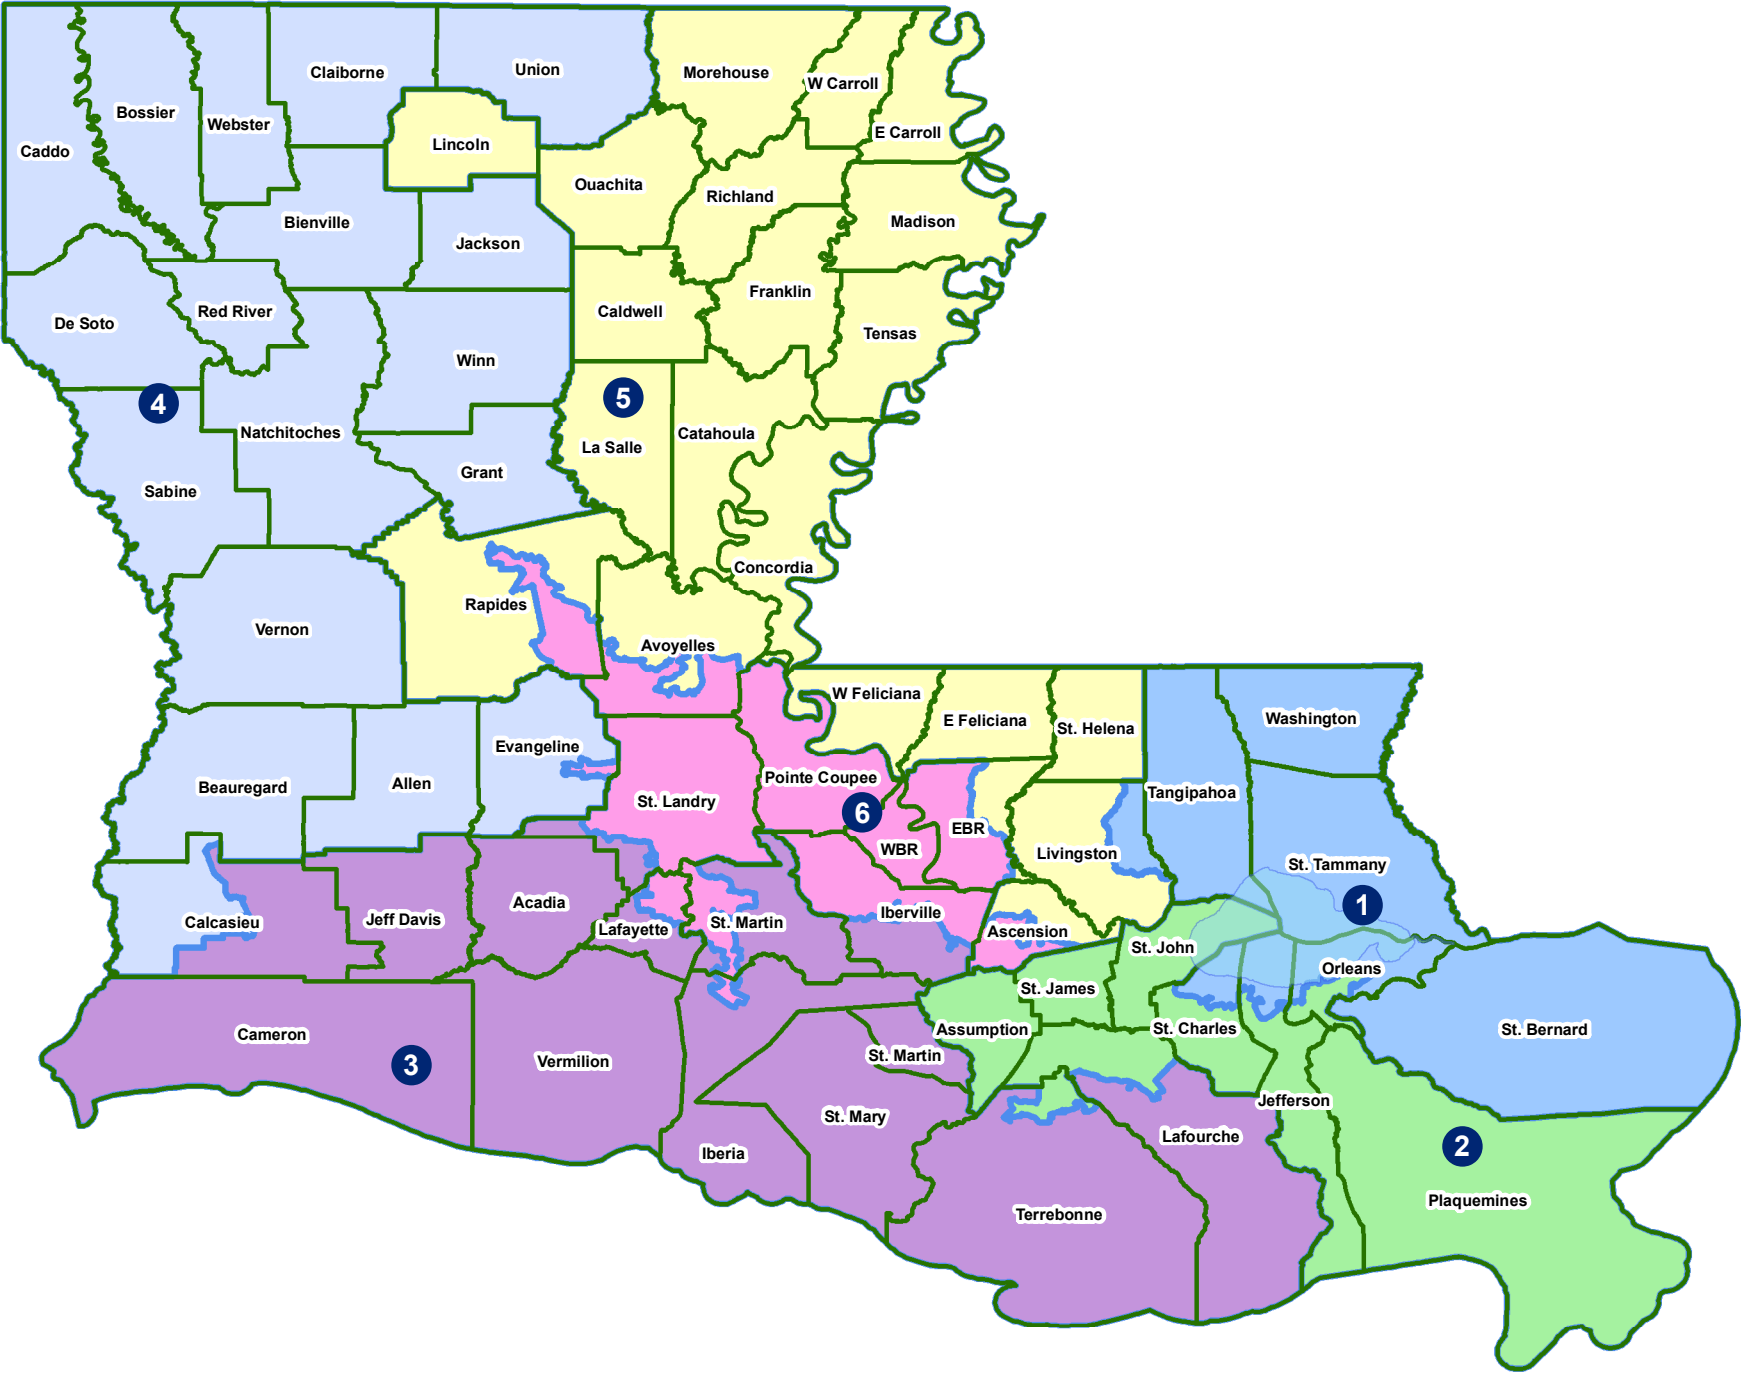 Morehouse
W Carroll
Union
Claiborne
Bossier
Webster
E Carroll
Lincoln
Caddo
Ouachita
Richland
Madison
Bienville
Jackson
Franklin
Red River
Caldwell
De Soto
Tensas
Winn
4
5
Natchitoches
Catahoula
La Salle
Grant
Sabine
Concordia
Rapides
Vernon
Avoyelles
W Feliciana
E Feliciana
St. Helena
Washington
Evangeline
Pointe Coupee
Beauregard
Allen
Tangipahoa
St. Landry
6
EBR
WBR
Livingston
St. Tammany
1
Acadia
Iberville
Jeff Davis
Calcasieu
Lafayette
St. Martin
Ascension
St. John
Orleans
St. James
Assumption
St. Charles
St. Bernard
Cameron
3
Vermilion
St. Martin
Jefferson
St. Mary
Lafourche
2
Iberia
Plaquemines
Terrebonne